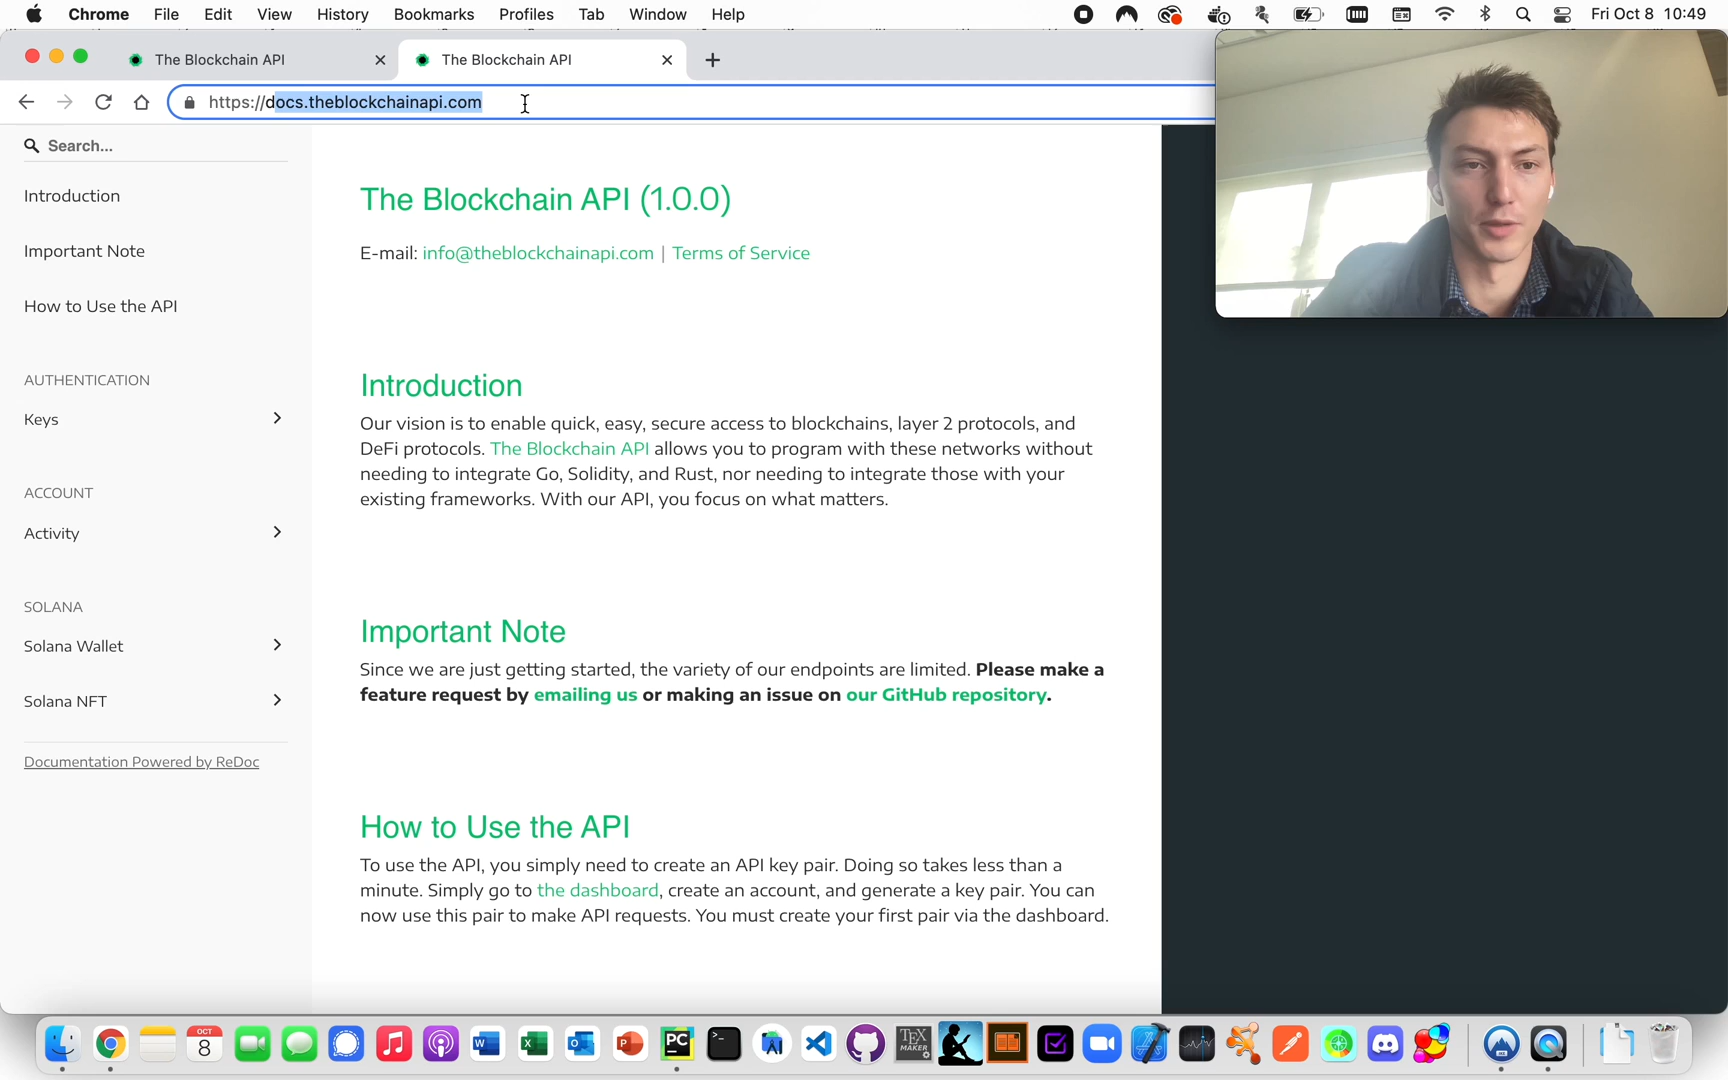 Chrome File Edit View History Bookmarks Profiles Tab Window Help Fri Oct 8 10:49
The Blockchain API The Blockchain API
https://docs.theblockchainapi.com
Search...
Introduction
Important Note
How to Use the API
AUTHENTICATION
Keys
ACCOUNT
Activity
SOLANA
Solana Wallet
Solana NFT
Documentation Powered by ReDoc
The Blockchain API (1.0.0)
E-mail: info@theblockchainapi.com | Terms of Service
Introduction
Our vision is to enable quick, easy, secure access to blockchains, layer 2 protocols, and
DeFi protocols. The Blockchain API allows you to program with these networks without
needing to integrate Go, Solidity, and Rust, nor needing to integrate those with your
existing frameworks. With our API, you focus on what matters.
Important Note
Since we are just getting started, the variety of our endpoints are limited. Please make a
feature request by emailing us or making an issue on our GitHub repository.
How to Use the API
To use the API, you simply need to create an API key pair. Doing so takes less than a
minute. Simply go to the dashboard, create an account, and generate a key pair. You can
now use this pair to make API requests. You must create your first pair via the dashboard.
OCT
8
W
X
O
P
PC
TEX
MAKER